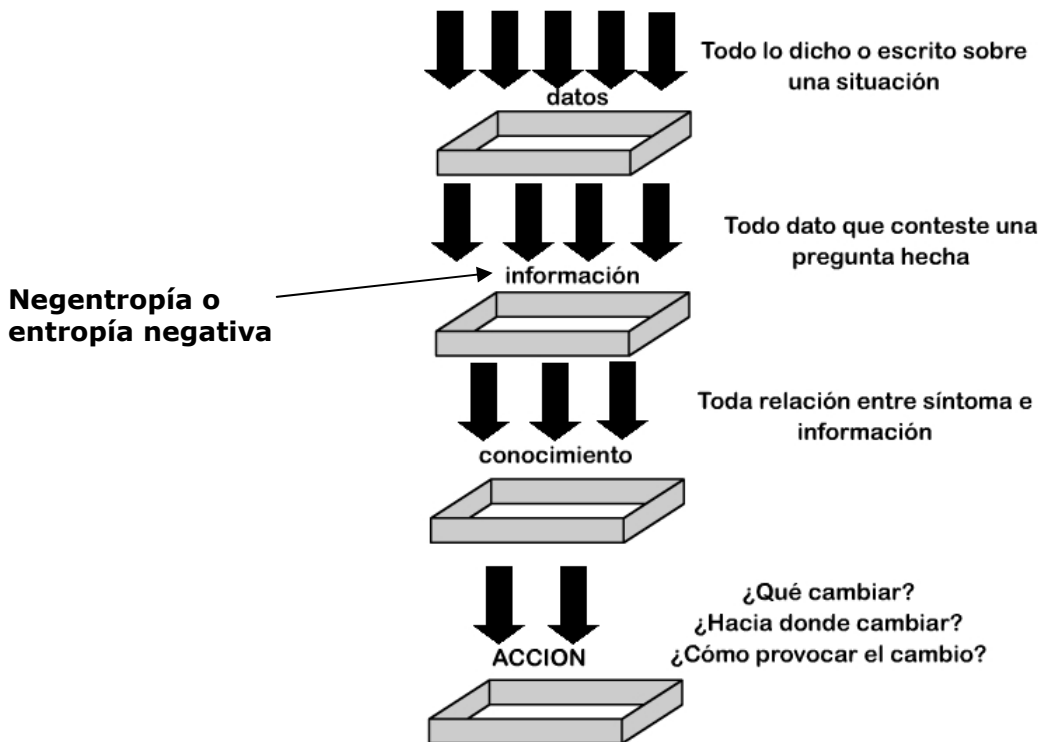 Todo lo dicho o escrito sobre
una situación
datos
Todo dato que conteste una
pregunta hecha
información
Negentropía o
entropía negativa
Toda relación entre síntoma e
información
conocimiento
¿Qué cambiar?
¿Hacia donde cambiar?
ACCION
¿Cómo provocar el cambio?